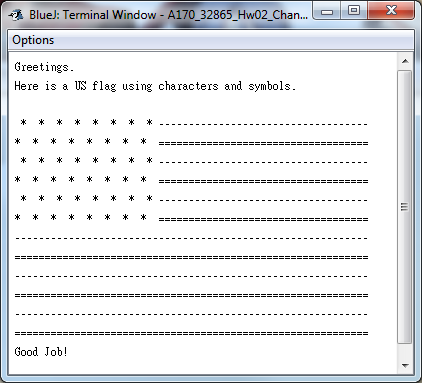 BlueJ: Terminal Window - A170_32865_Hw02_Chan...
Options
Greetings.
Here is a US flag using characters and symbols.
 *  *  *  *  *  *  *  * -----------------------------------
*  *  *  *  *  *  *  *  ===================================
 *  *  *  *  *  *  *  * -----------------------------------
*  *  *  *  *  *  *  *  ===================================
 *  *  *  *  *  *  *  * -----------------------------------
*  *  *  *  *  *  *  *  ===================================
-----------------------------------------------------------
===========================================================
-----------------------------------------------------------
===========================================================
-----------------------------------------------------------
===========================================================
Good Job!